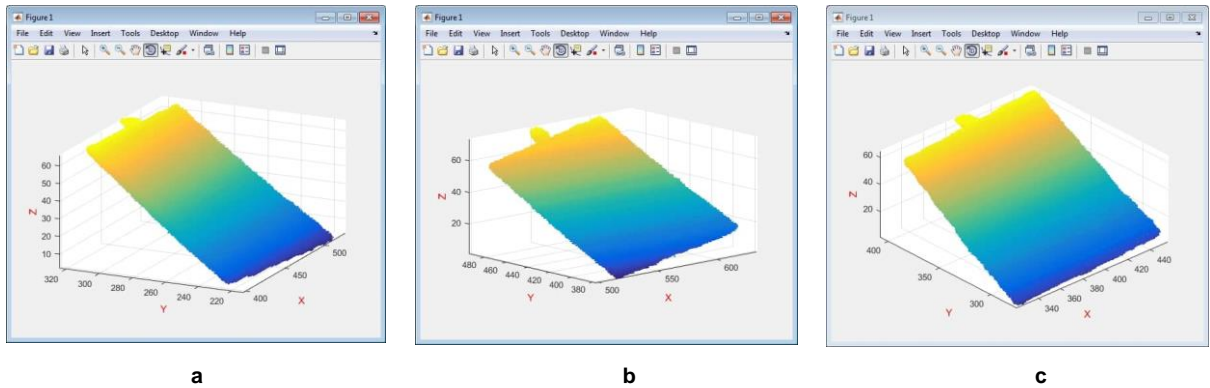 Figure 1
File Edit View Insert Tools Desktop Window Help
60
50
40
30
20
10
Z
320 300 280 260 240 220
Y
400 450 500
X
Figure 1
File Edit View Insert Tools Desktop Window Help
60
40
20
Z
480 460 440 420 400 380
Y
500 550 600
X
Figure 1
File Edit View Insert Tools Desktop Window Help
60
40
20
Z
400 350 300
Y
340 360 380 400 420 440
X
a b c